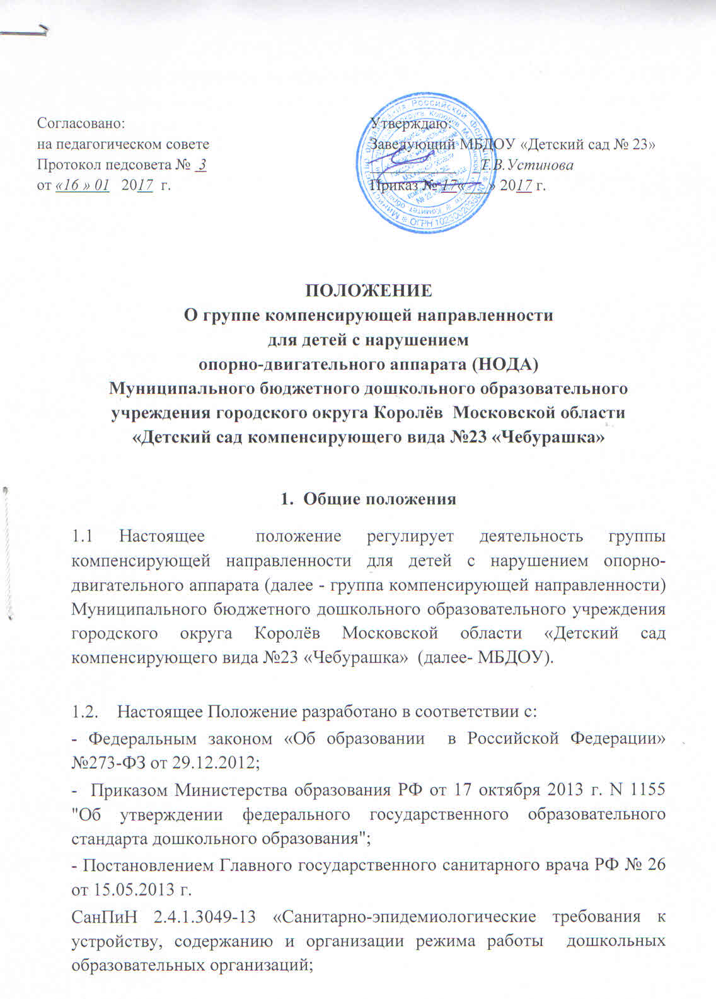 Согласовано:
на педагогическом совете
Протокол педсовета № 3
от «16 » 01 2017 г.
Утверждаю:
Заведующий МБДОУ «Детский сад № 23»
Т.В.Устинова
Приказ № 17« » 2017 г.
ПОЛОЖЕНИЕ
О группе компенсирующей направленности
для детей с нарушением
опорно-двигательного аппарата (НОДА)
Муниципального бюджетного дошкольного образовательного
учреждения городского округа Королёв Московской области
«Детский сад компенсирующего вида №23 «Чебурашка»
1. Общие положения
1.1 Настоящее положение регулирует деятельность группы
компенсирующей направленности для детей с нарушением опорно-
двигательного аппарата (далее - группа компенсирующей направленности)
Муниципального бюджетного дошкольного образовательного учреждения
городского округа Королёв Московской области «Детский сад
компенсирующего вида №23 «Чебурашка» (далее- МБДОУ).
1.2. Настоящее Положение разработано в соответствии с:
- Федеральным законом «Об образовании в Российской Федерации»
№273-ФЗ от 29.12.2012;
- Приказом Министерства образования РФ от 17 октября 2013 г. N 1155
"Об утверждении федерального государственного образовательного
стандарта дошкольного образования";
- Постановлением Главного государственного санитарного врача РФ № 26
от 15.05.2013 г.
СанПиН 2.4.1.3049-13 «Санитарно-эпидемиологические требования к
устройству, содержанию и организации режима работы дошкольных
образовательных организаций;